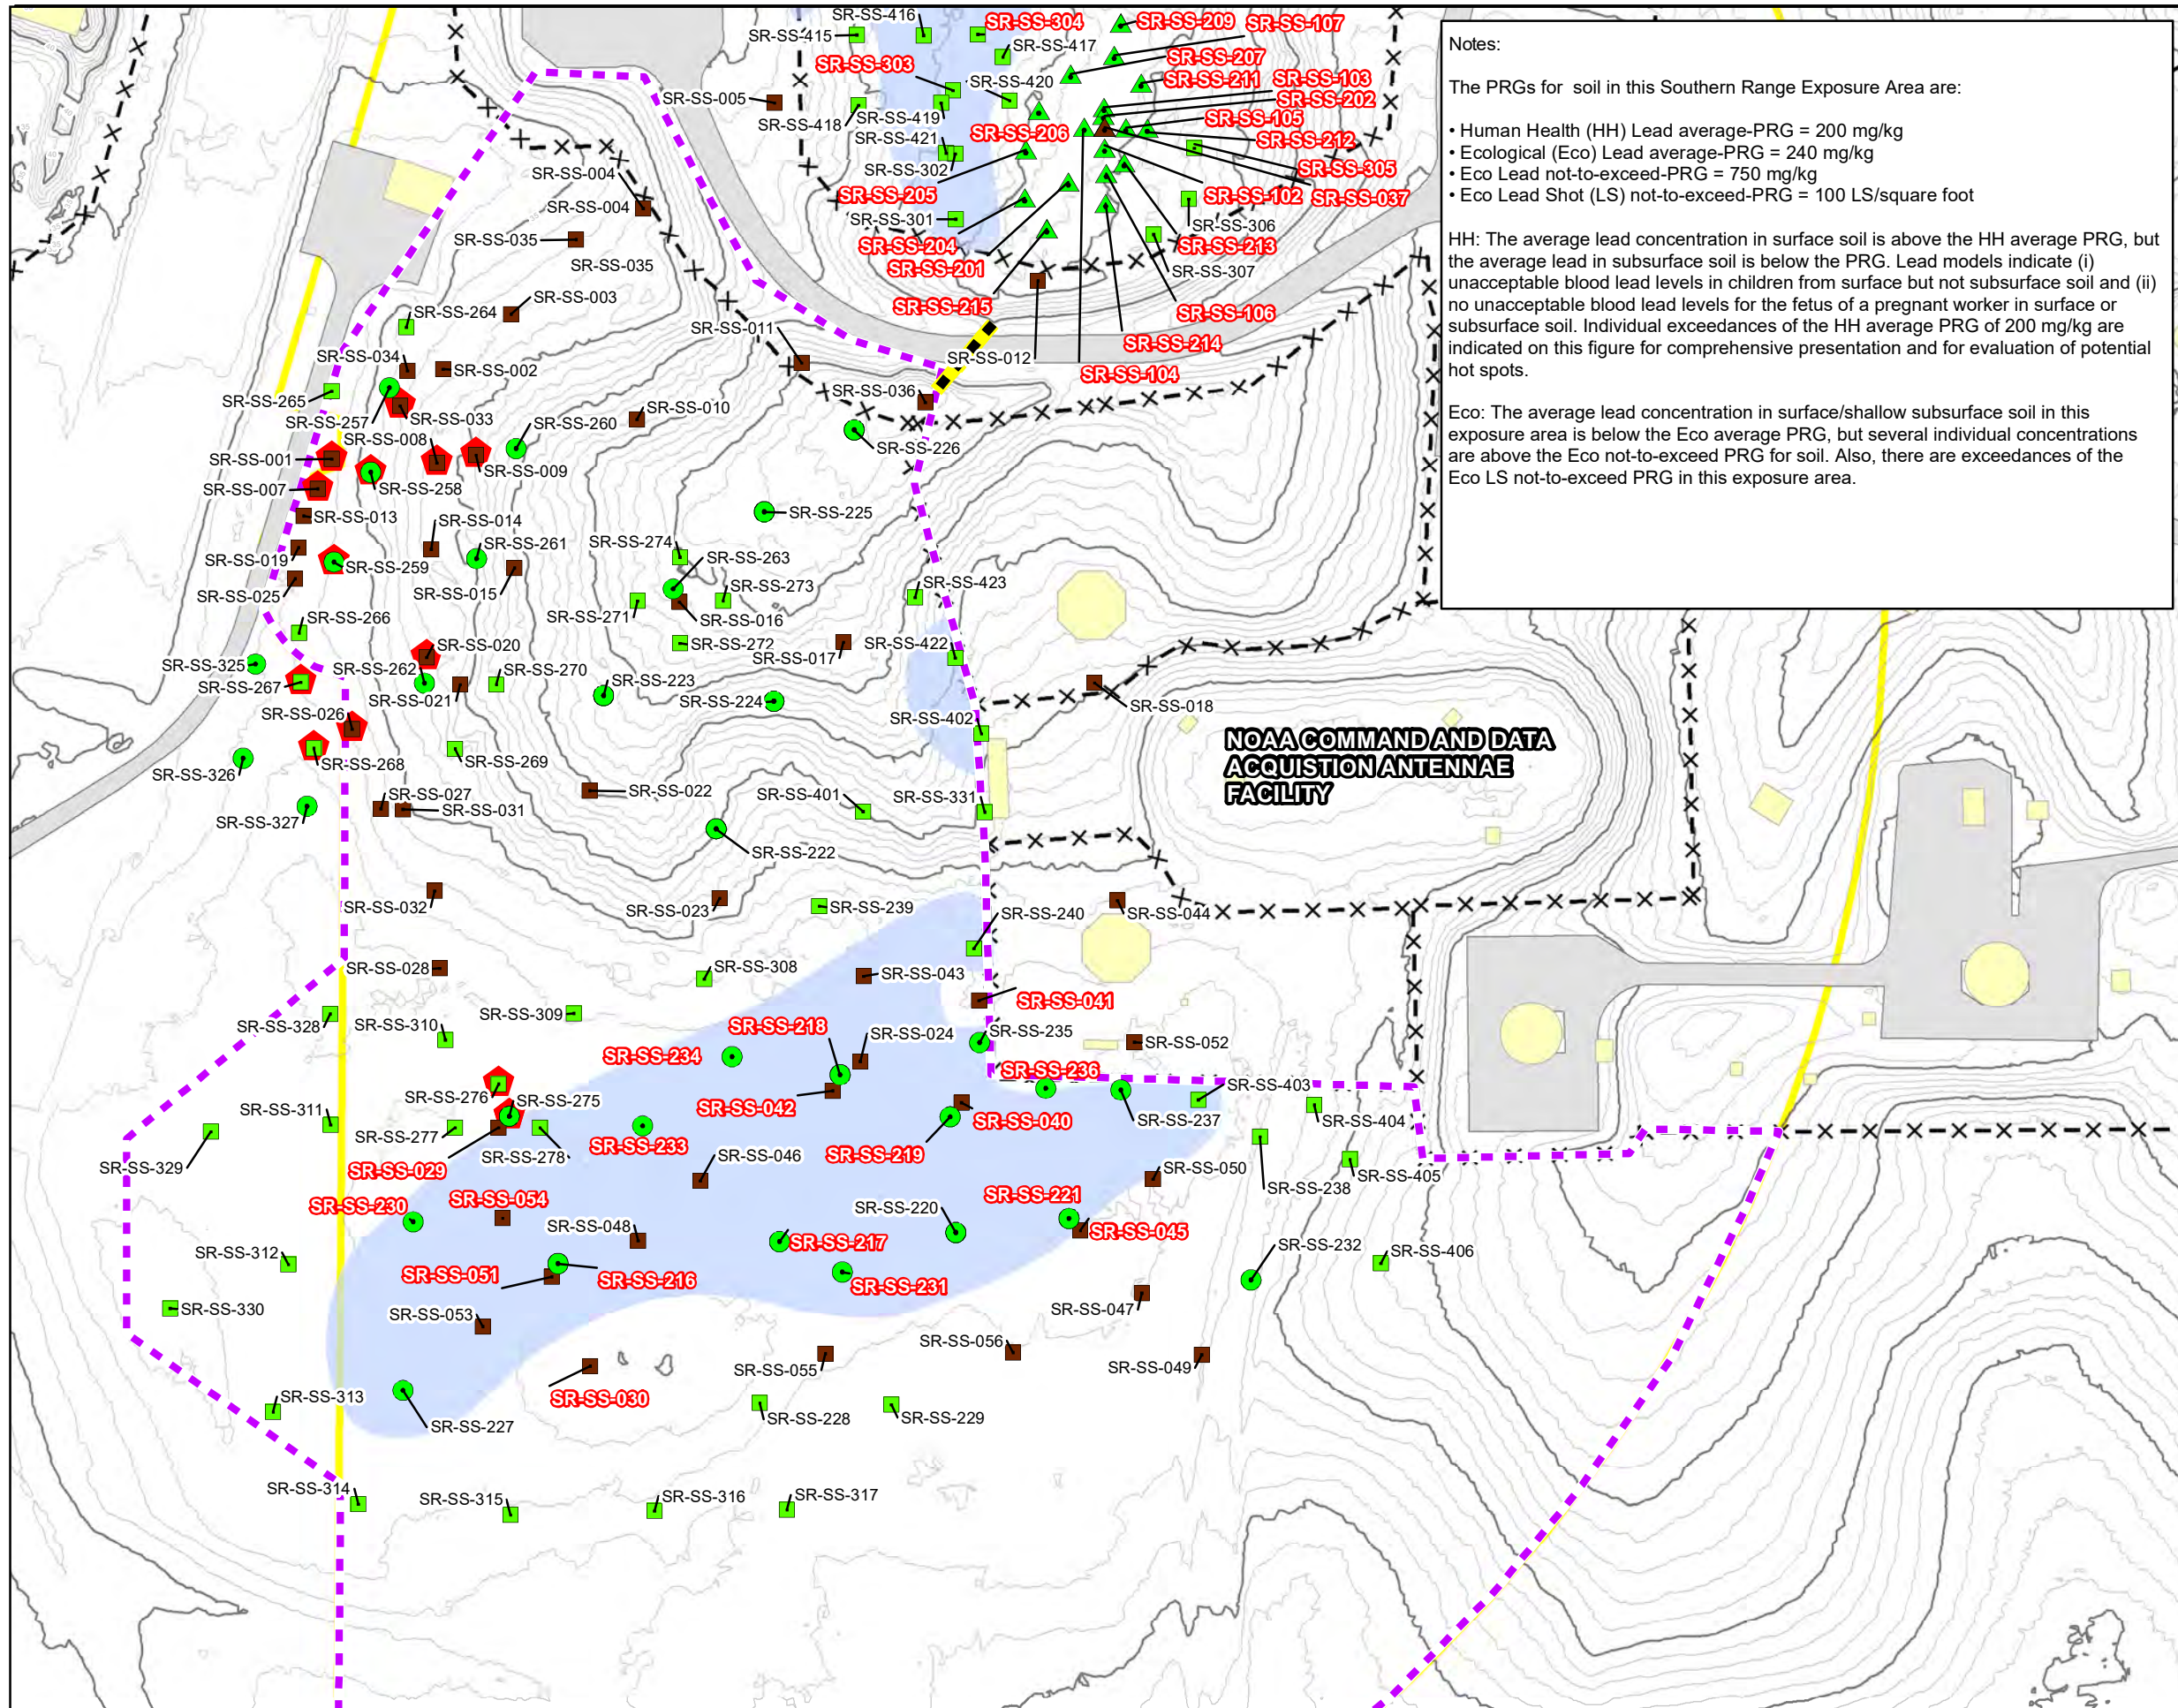 SR-SS-416
SR-SS-304
SR-SS-209
SR-SS-107
SR-SS-415
SR-SS-417
SR-SS-207
SR-SS-303
SR-SS-420
SR-SS-211
SR-SS-103
SR-SS-005
SR-SS-202
SR-SS-418
SR-SS-419
SR-SS-105
SR-SS-206
SR-SS-421
SR-SS-212
SR-SS-302
SR-SS-305
SR-SS-004
SR-SS-205
SR-SS-102
SR-SS-037
SR-SS-004
SR-SS-301
SR-SS-306
SR-SS-035
SR-SS-204
SR-SS-213
SR-SS-035
SR-SS-201
SR-SS-307
SR-SS-003
SR-SS-215
SR-SS-106
SR-SS-264
SR-SS-011
SR-SS-214
SR-SS-034
SR-SS-012
SR-SS-002
SR-SS-104
SR-SS-036
SR-SS-265
SR-SS-010
SR-SS-257
SR-SS-033
SR-SS-260
SR-SS-008
SR-SS-226
SR-SS-001
SR-SS-009
SR-SS-007
SR-SS-258
SR-SS-225
SR-SS-013
SR-SS-014
SR-SS-274
SR-SS-261
SR-SS-263
SR-SS-019
SR-SS-259
SR-SS-423
SR-SS-025
SR-SS-015
SR-SS-273
SR-SS-271
SR-SS-266
SR-SS-016
SR-SS-020
SR-SS-272
SR-SS-422
SR-SS-017
SR-SS-325
SR-SS-262
SR-SS-270
SR-SS-267
SR-SS-223
SR-SS-021
SR-SS-224
SR-SS-018
SR-SS-026
SR-SS-402
SR-SS-268
SR-SS-269
SR-SS-326
SR-SS-027
SR-SS-022
SR-SS-401
SR-SS-331
SR-SS-031
SR-SS-327
SR-SS-222
NOAA COMMAND AND DATA
ACQUISTION ANTENNAE
FACILITY
SR-SS-032
SR-SS-023
SR-SS-239
SR-SS-240
SR-SS-044
SR-SS-028
SR-SS-308
SR-SS-043
SR-SS-041
SR-SS-328
SR-SS-310
SR-SS-309
SR-SS-218
SR-SS-024
SR-SS-235
SR-SS-052
SR-SS-234
SR-SS-236
SR-SS-276
SR-SS-275
SR-SS-403
SR-SS-042
SR-SS-040
SR-SS-237
SR-SS-404
SR-SS-311
SR-SS-277
SR-SS-233
SR-SS-329
SR-SS-278
SR-SS-046
SR-SS-219
SR-SS-029
SR-SS-050
SR-SS-405
SR-SS-238
SR-SS-230
SR-SS-054
SR-SS-221
SR-SS-048
SR-SS-220
SR-SS-217
SR-SS-045
SR-SS-312
SR-SS-232
SR-SS-406
SR-SS-051
SR-SS-216
SR-SS-231
SR-SS-330
SR-SS-053
SR-SS-047
SR-SS-056
SR-SS-055
SR-SS-049
SR-SS-313
SR-SS-030
SR-SS-227
SR-SS-228
SR-SS-229
SR-SS-314
SR-SS-315
SR-SS-316
SR-SS-317
Notes:
The PRGs for soil in this Southern Range Exposure Area are:
• Human Health (HH) Lead average-PRG = 200 mg/kg
• Ecological (Eco) Lead average-PRG = 240 mg/kg
• Eco Lead not-to-exceed-PRG = 750 mg/kg
• Eco Lead Shot (LS) not-to-exceed-PRG = 100 LS/square foot
HH: The average lead concentration in surface soil is above the HH average PRG, but
the average lead in subsurface soil is below the PRG. Lead models indicate (i)
unacceptable blood lead levels in children from surface but not subsurface soil and (ii)
no unacceptable blood lead levels for the fetus of a pregnant worker in surface or
subsurface soil. Individual exceedances of the HH average PRG of 200 mg/kg are
indicated on this figure for comprehensive presentation and for evaluation of potential
hot spots.
Eco: The average lead concentration in surface/shallow subsurface soil in this
exposure area is below the Eco average PRG, but several individual concentrations
are above the Eco not-to-exceed PRG for soil. Also, there are exceedances of the
Eco LS not-to-exceed PRG in this exposure area.